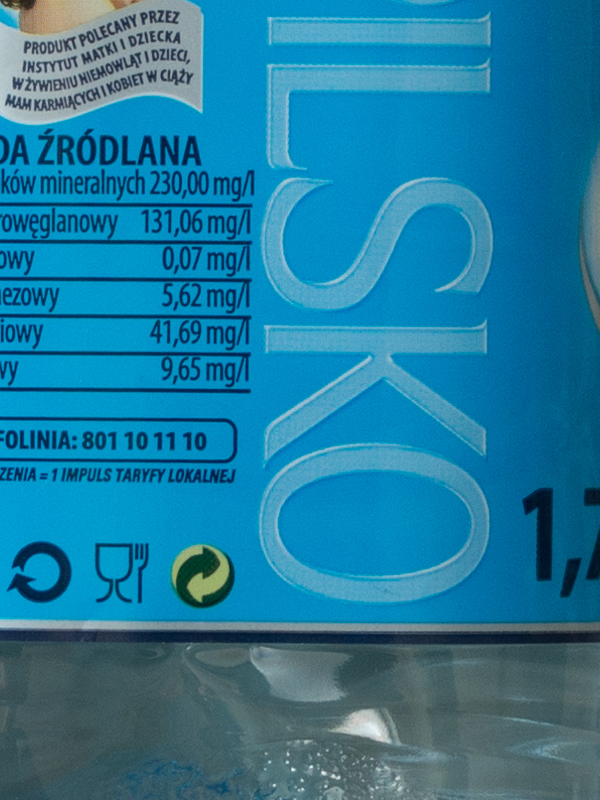 PRODUKT POLECANY PRZEZ
INSTYTUT MATKI I DZIECKA
W ŻYWIENIU NIEMOWLĄT I DZIECI,
MAM KARMIĄCYCH I KOBIET W CIĄŻY
DA ŹRÓDLANA
ków mineralnych 230,00 mg/l
rowęglanowy 131,06 mg/l
owy 0,07 mg/l
nezowy 5,62 mg/l
iowy 41,69 mg/l
wy 9,65 mg/l
FOLINIA: 801 10 11 10
ZENIA = 1 IMPULS TARYFY LOKALNEJ
PILSKO
1,7